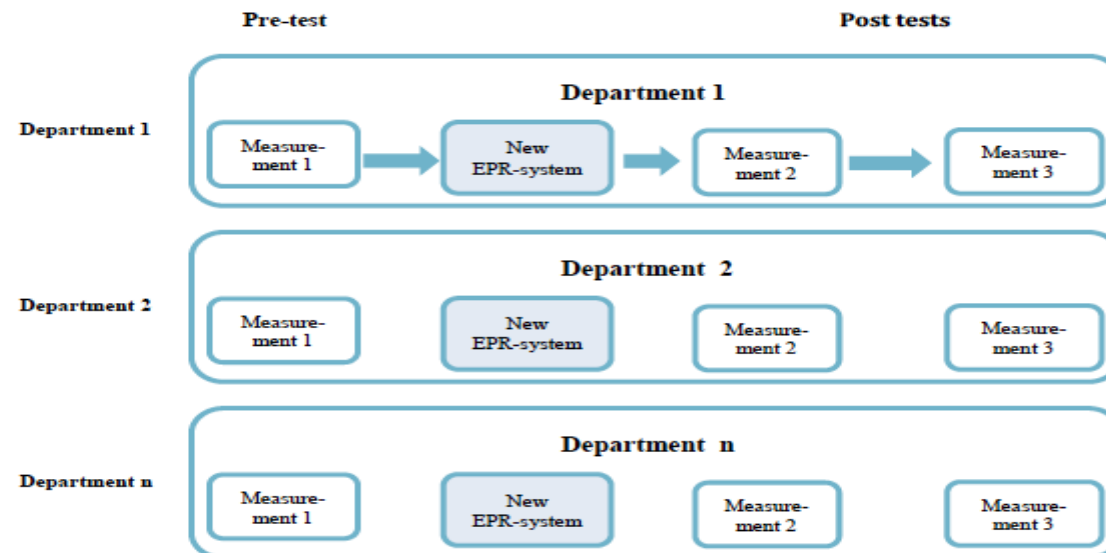 Pre-test
Post tests
Department 1
Department 1
Measure-
ment 1
New
EPR-system
Measure-
ment 2
Measure-
ment 3
Department 2
Department 2
Measure-
ment 1
New
EPR-system
Measure-
ment 2
Measure-
ment 3
Department n
Department n
Measure-
ment 1
New
EPR-system
Measure-
ment 2
Measure-
ment 3